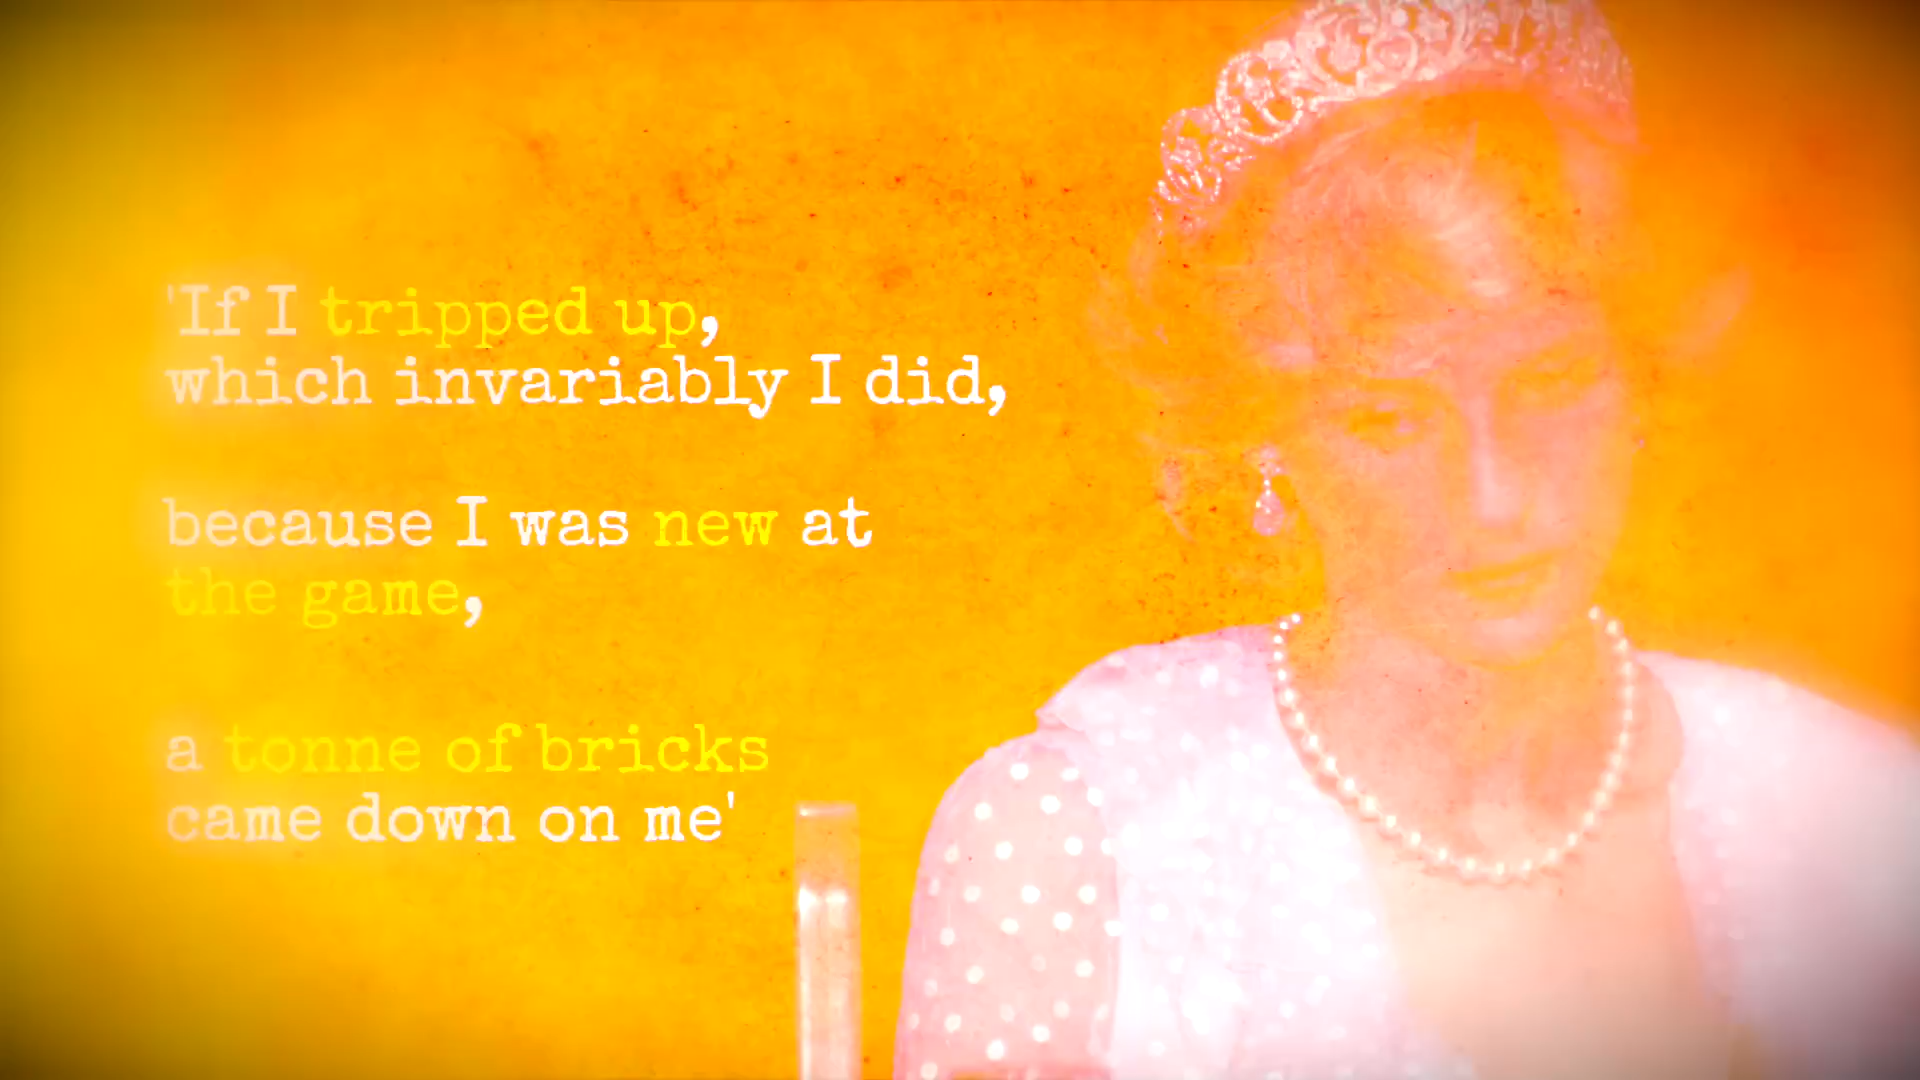 'If I tripped up,
which invariably I did,
because I was new at
the game,
a tonne of bricks
came down on me'